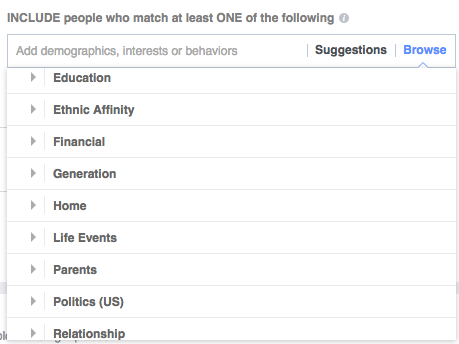 INCLUDE people who match at least ONE of the following
Add demographics, interests or behaviors | Suggestions | Browse
Education
Ethnic Affinity
Financial
Generation
Home
Life Events
Parents
Politics (US)
Relationship